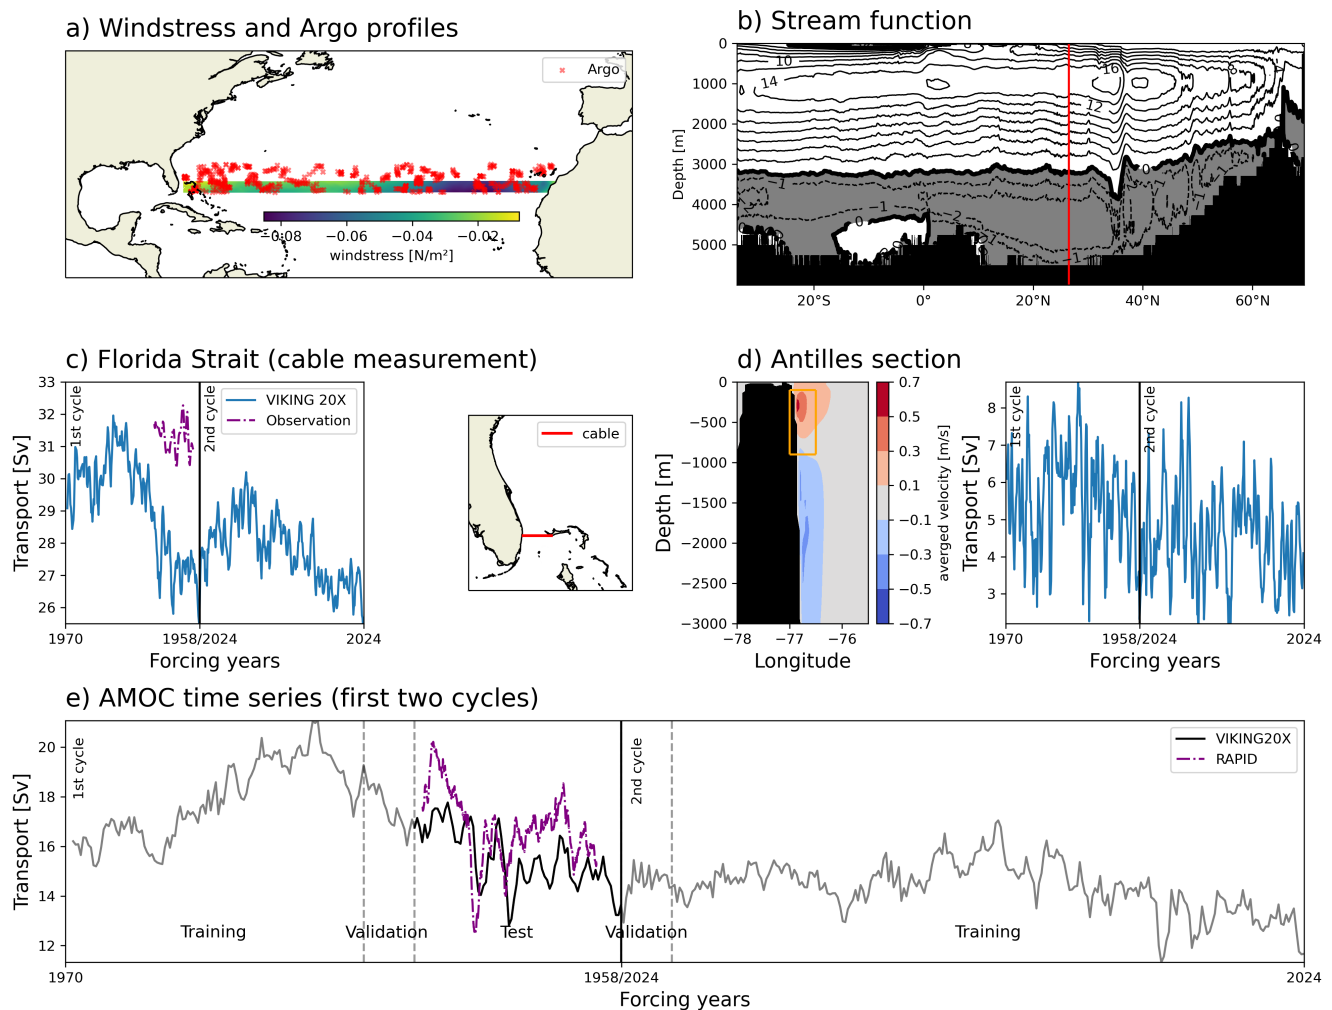 a) Windstress and Argo profiles
Argo
−0.08 −0.06 −0.04 −0.02
windstress [N/m²]
b) Stream function
0
1000
2000
3000
4000
5000
Depth [m]
10
14
16
12
8
0
−1
−1
−2
0
−1
20°S 0° 20°N 40°N 60°N
c) Florida Strait (cable measurement)
33
32
31
30
29
28
27
26
Transport [Sv]
1st cycle
2nd cycle
VIKING 20X
Observation
1970 1958/2024 2024
Forcing years
cable
d) Antilles section
0
−500
−1000
−1500
−2000
−2500
−3000
Depth [m]
−78 −77 −76
Longitude
0.7
0.5
0.3
0.1
−0.1
−0.3
−0.5
−0.7
averged velocity [m/s]
8
7
6
5
4
3
Transport [Sv]
1st cycle
2nd cycle
1970 1958/2024 2024
Forcing years
e) AMOC time series (first two cycles)
20
18
16
14
12
Transport [Sv]
1st cycle
2nd cycle
VIKING20X
RAPID
Training Validation Test Validation Training
1970 1958/2024 2024
Forcing years